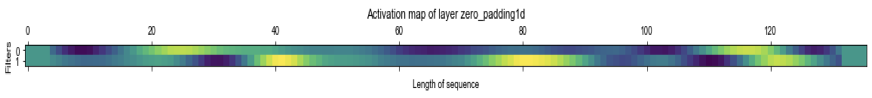 Activation map of layer zero_padding1d
0 20 40 60 80 100 120
Filters
0
1
Length of sequence